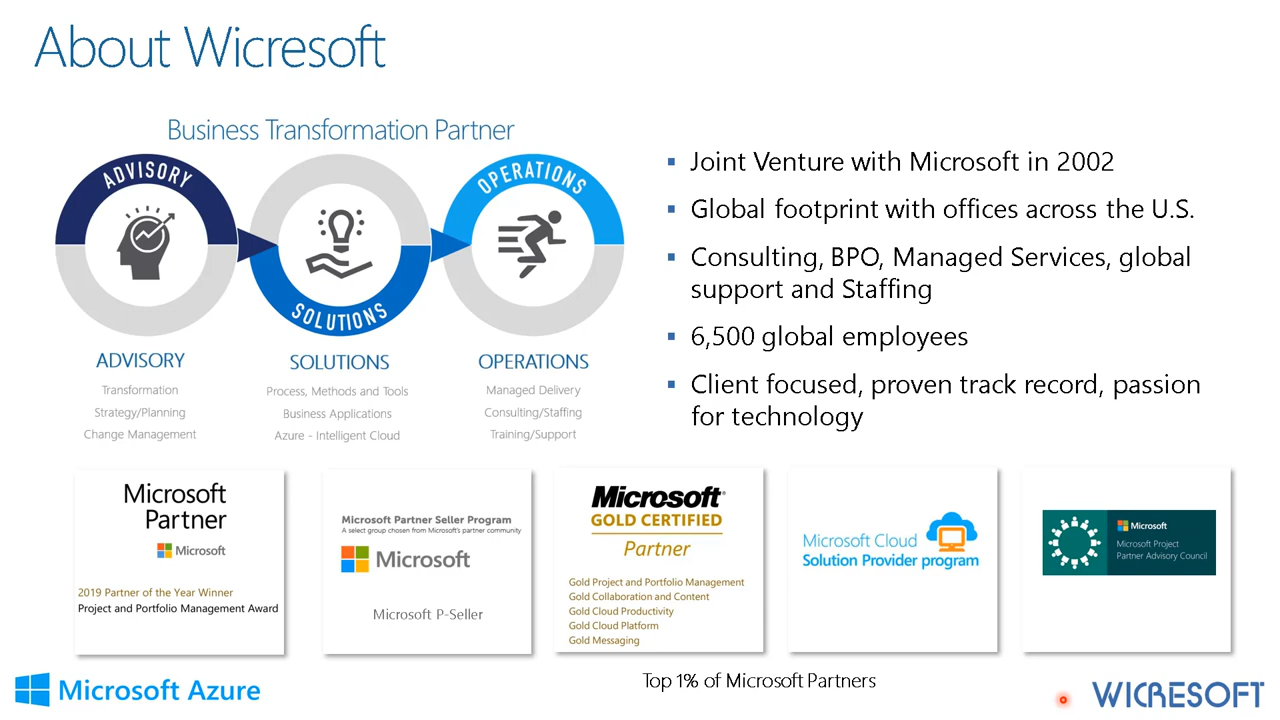 About Wicresoft
Business Transformation Partner
ADVISORY
SOLUTIONS
OPERATIONS
ADVISORY
Transformation
Strategy/Planning
Change Management
SOLUTIONS
Process, Methods and Tools
Business Applications
Azure - Intelligent Cloud
OPERATIONS
Managed Delivery
Consulting/Staffing
Training/Support
▪ Joint Venture with Microsoft in 2002
▪ Global footprint with offices across the U.S.
▪ Consulting, BPO, Managed Services, global
support and Staffing
▪ 6,500 global employees
▪ Client focused, proven track record, passion
for technology
Microsoft
Partner
Microsoft
2019 Partner of the Year Winner
Project and Portfolio Management Award
Microsoft Partner Seller Program
A select group chosen from Microsoft's partner community
Microsoft
Microsoft P-Seller
Microsoft®
GOLD CERTIFIED
Partner
Gold Project and Portfolio Management
Gold Collaboration and Content
Gold Cloud Productivity
Gold Cloud Platform
Gold Messaging
Microsoft Cloud
Solution Provider program
Microsoft
Microsoft Project
Partner Advisory Council
Microsoft Azure
Top 1% of Microsoft Partners
WICRESOFT